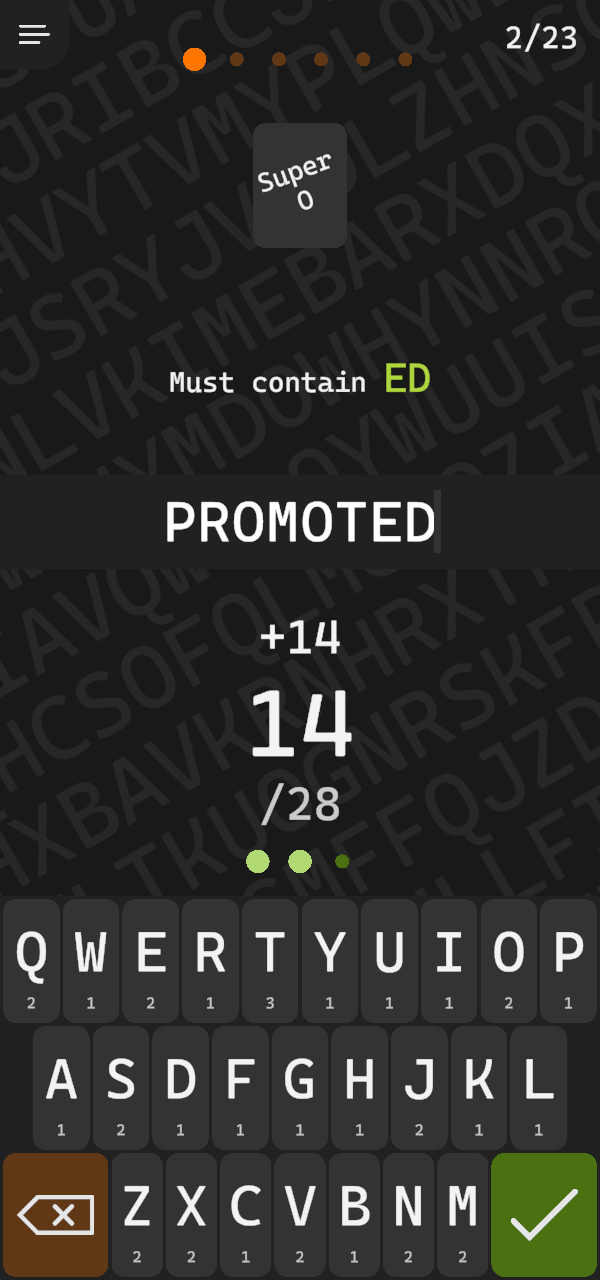 2/23
Super
O
Must contain ED
PROMOTED
+14
14
/28
Q W E R T Y U I O P
2 1 2 1 3 1 1 1 2 1
A S D F G H J K L
1 2 1 1 1 1 2 1 1
Z X C V B N M
2 2 1 2 1 2 2